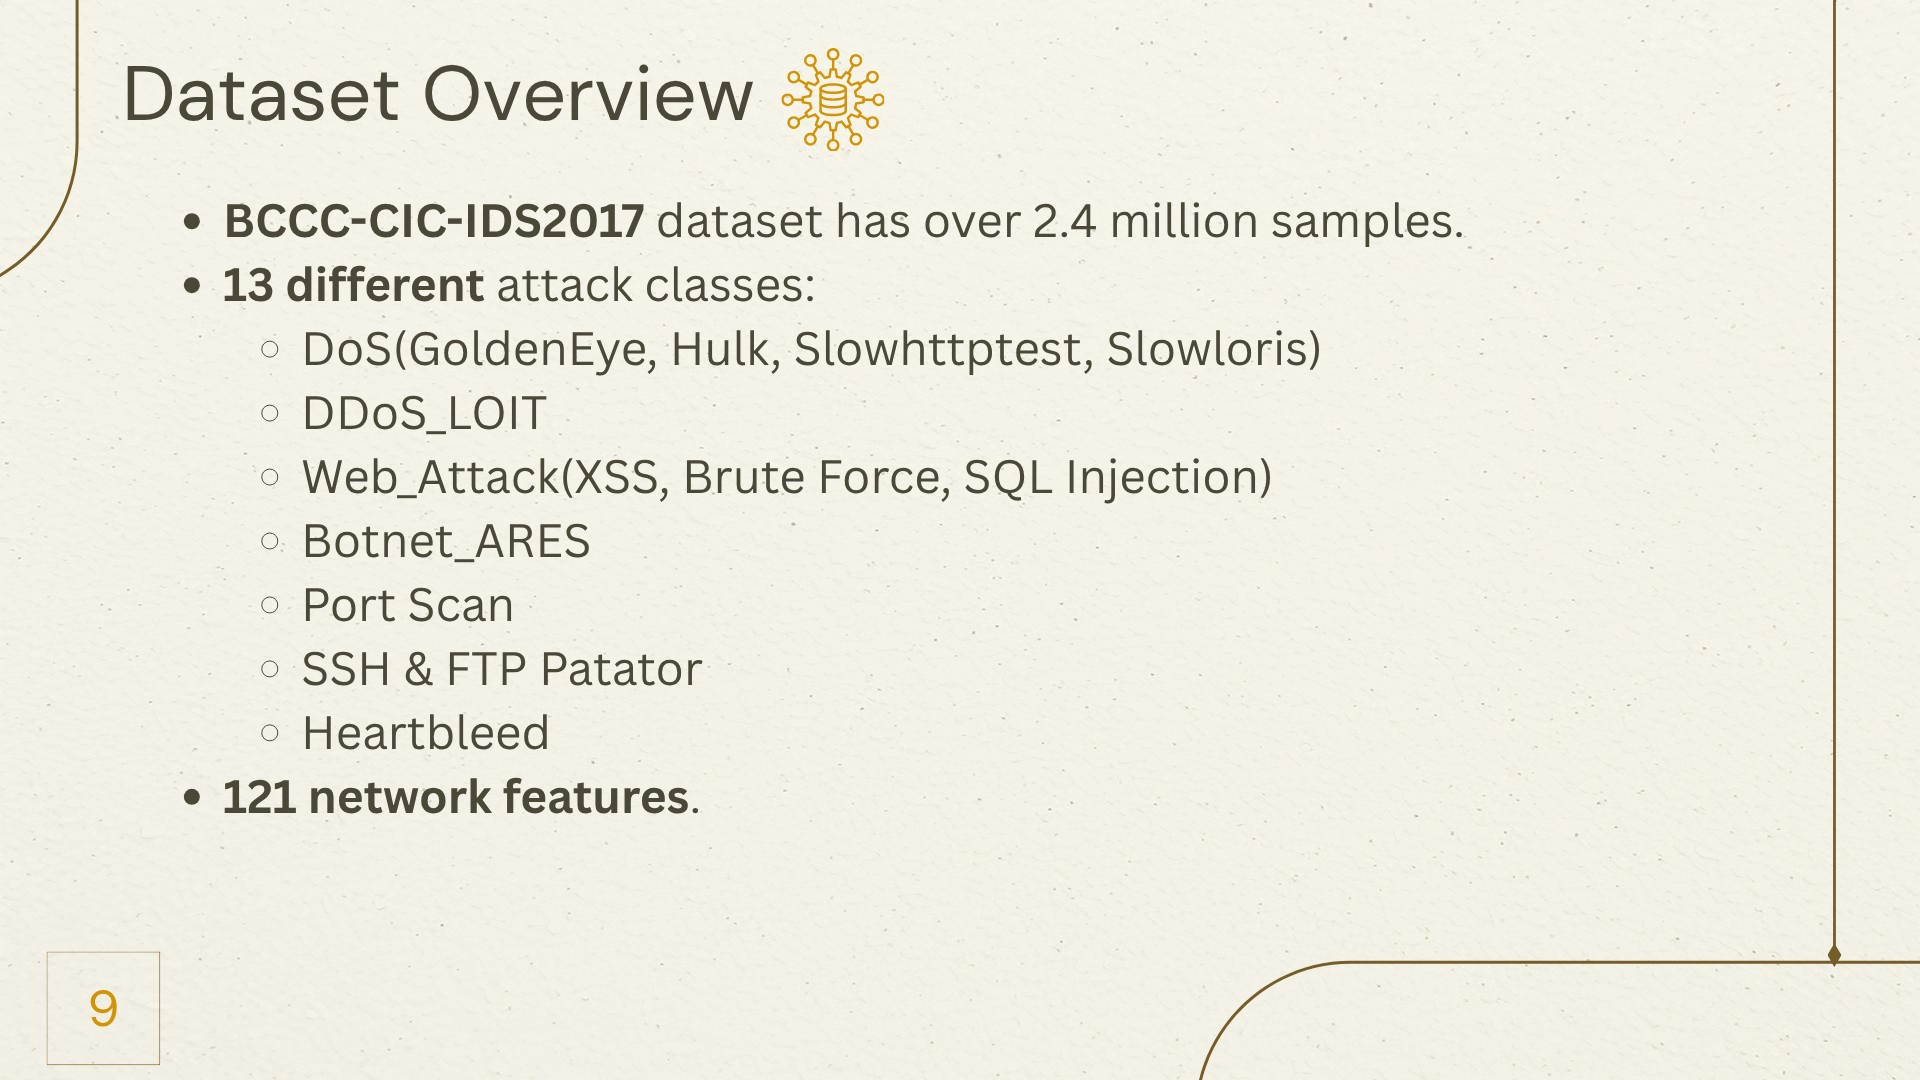 Dataset Overview
• BCCC-CIC-IDS2017 dataset has over 2.4 million samples.
• 13 different attack classes:
○ DoS(GoldenEye, Hulk, Slowhttptest, Slowloris)
○ DDoS_LOIT
○ Web_Attack(XSS, Brute Force, SQL Injection)
○ Botnet_ARES
○ Port Scan
○ SSH & FTP Patator
○ Heartbleed
• 121 network features.
9